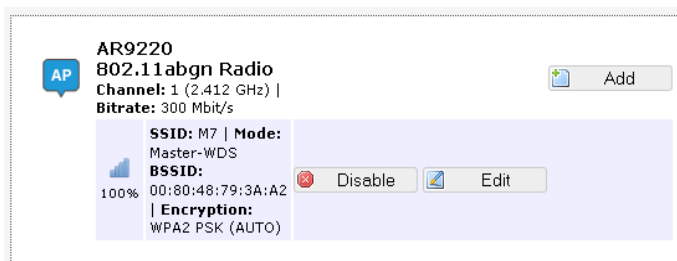 AR9220
AP
802.11abgn Radio
Add
Channel: 1 (2.412 GHz) |
Bitrate: 300 Mbit/s
SSID: M7 | Mode:
Master-WDS
BSSID:
00:80:48:79:3A:A2
| Encryption:
WPA2 PSK (AUTO)
100%
Disable
Edit